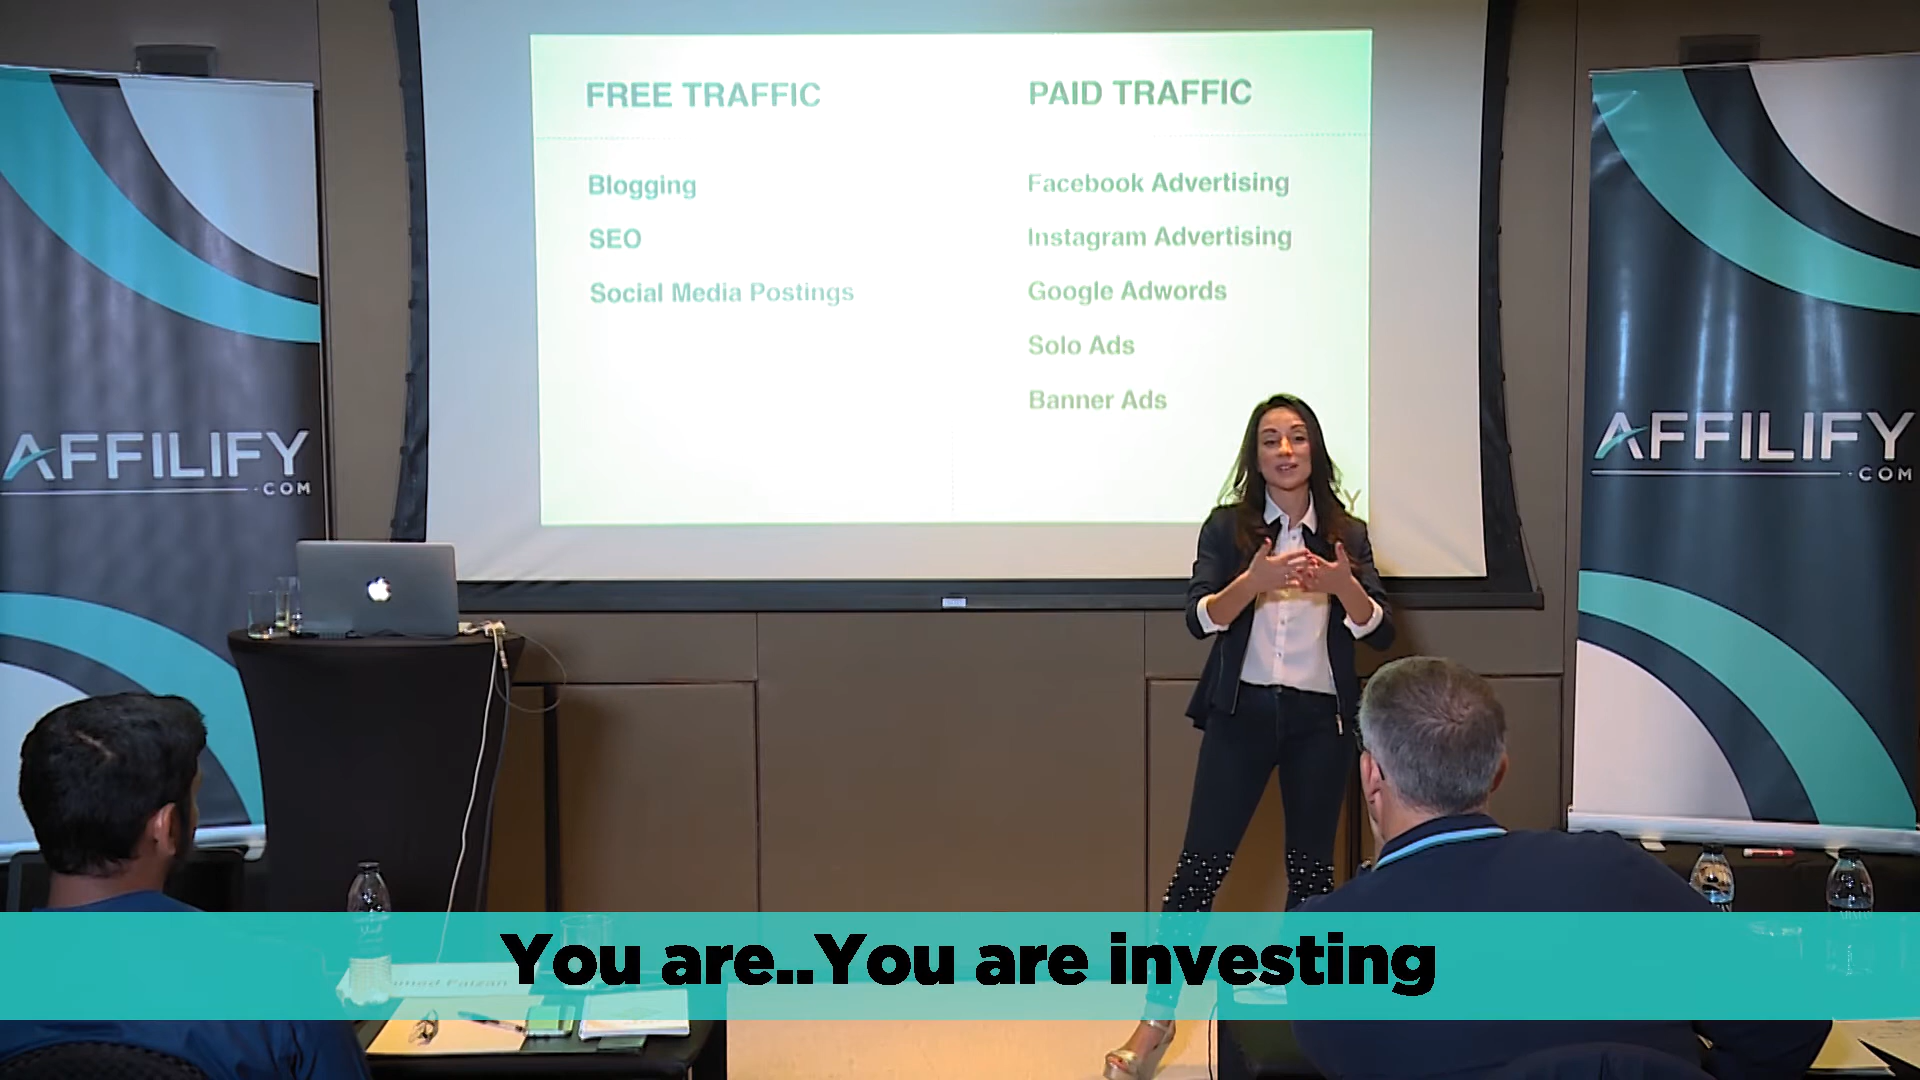 FREE TRAFFIC
PAID TRAFFIC
Blogging
SEO
Social Media Postings
Facebook Advertising
Instagram Advertising
Google Adwords
Solo Ads
Banner Ads
Y
AFFILIFY
.COM
AFFILIFY
.COM
Faizan
You are..You are investing